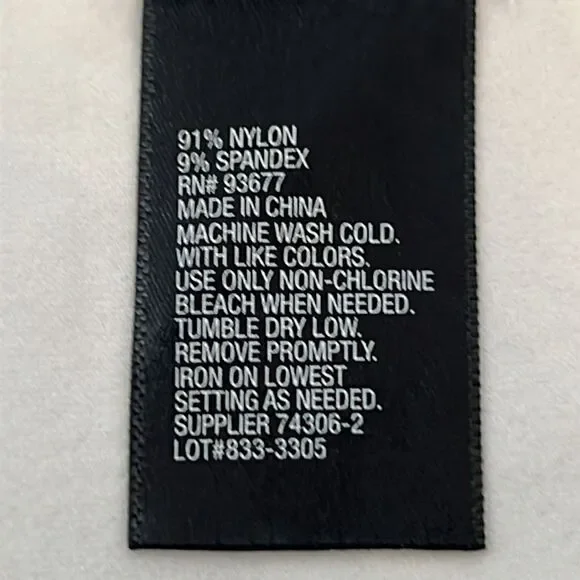 91% NYLON
9% SPANDEX
RN# 93677
MADE IN CHINA
MACHINE WASH COLD.
WITH LIKE COLORS.
USE ONLY NON-CHLORINE
BLEACH WHEN NEEDED.
TUMBLE DRY LOW.
REMOVE PROMPTLY.
IRON ON LOWEST
SETTING AS NEEDED.
SUPPLIER 74306-2
LOT#833-3305